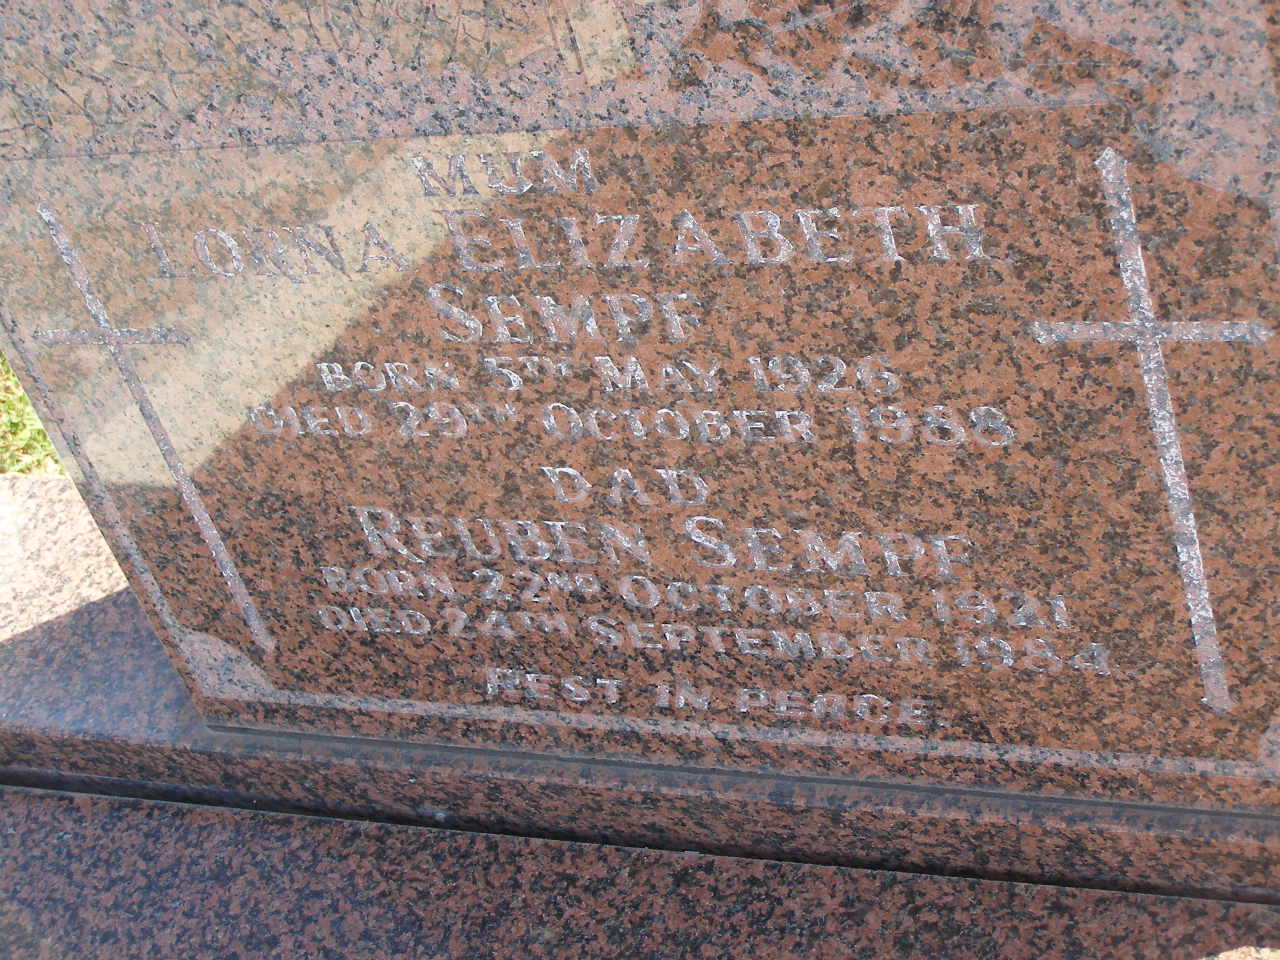 MUM
LORNA ELIZABETH
SEMPF
BORN 5TH MAY 1926
DIED 29TH OCTOBER 1988
DAD
REUBEN SEMPF
BORN 22ND OCTOBER 1921
DIED 24TH SEPTEMBER 1984
REST IN PEACE.